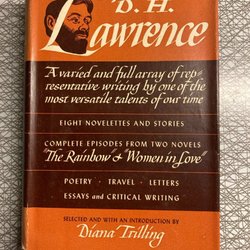 D. H.
Lawrence
A varied and full array of rep-
resentative writing by one of the
most versatile talents of our time
EIGHT NOVELETTES AND STORIES
COMPLETE EPISODES FROM TWO NOVELS
"The Rainbow" & "Women in Love"
POETRY · TRAVEL · LETTERS
ESSAYS and CRITICAL WRITING
SELECTED AND WITH AN INTRODUCTION BY
Diana Trilling